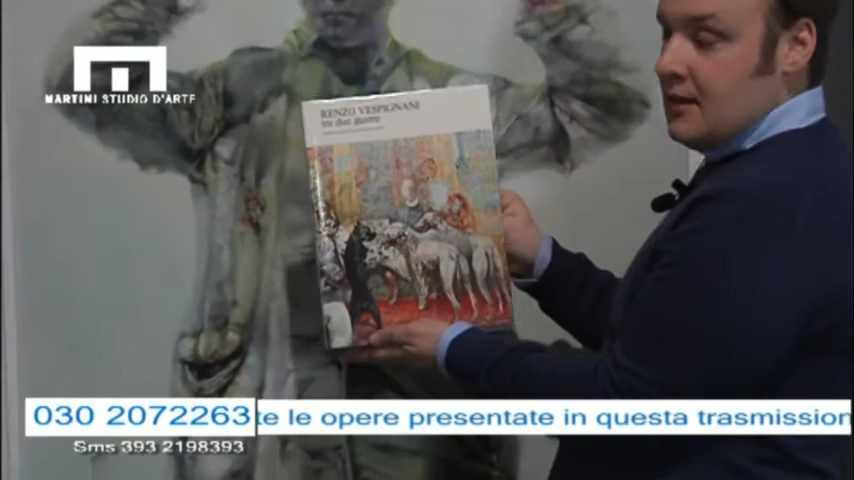 MARTINI STUDIO D'ARTE
RENZO VESPIGNANI
tra due guerre
030 2072263
te le opere presentate in questa trasmission
Sms 393 2198393